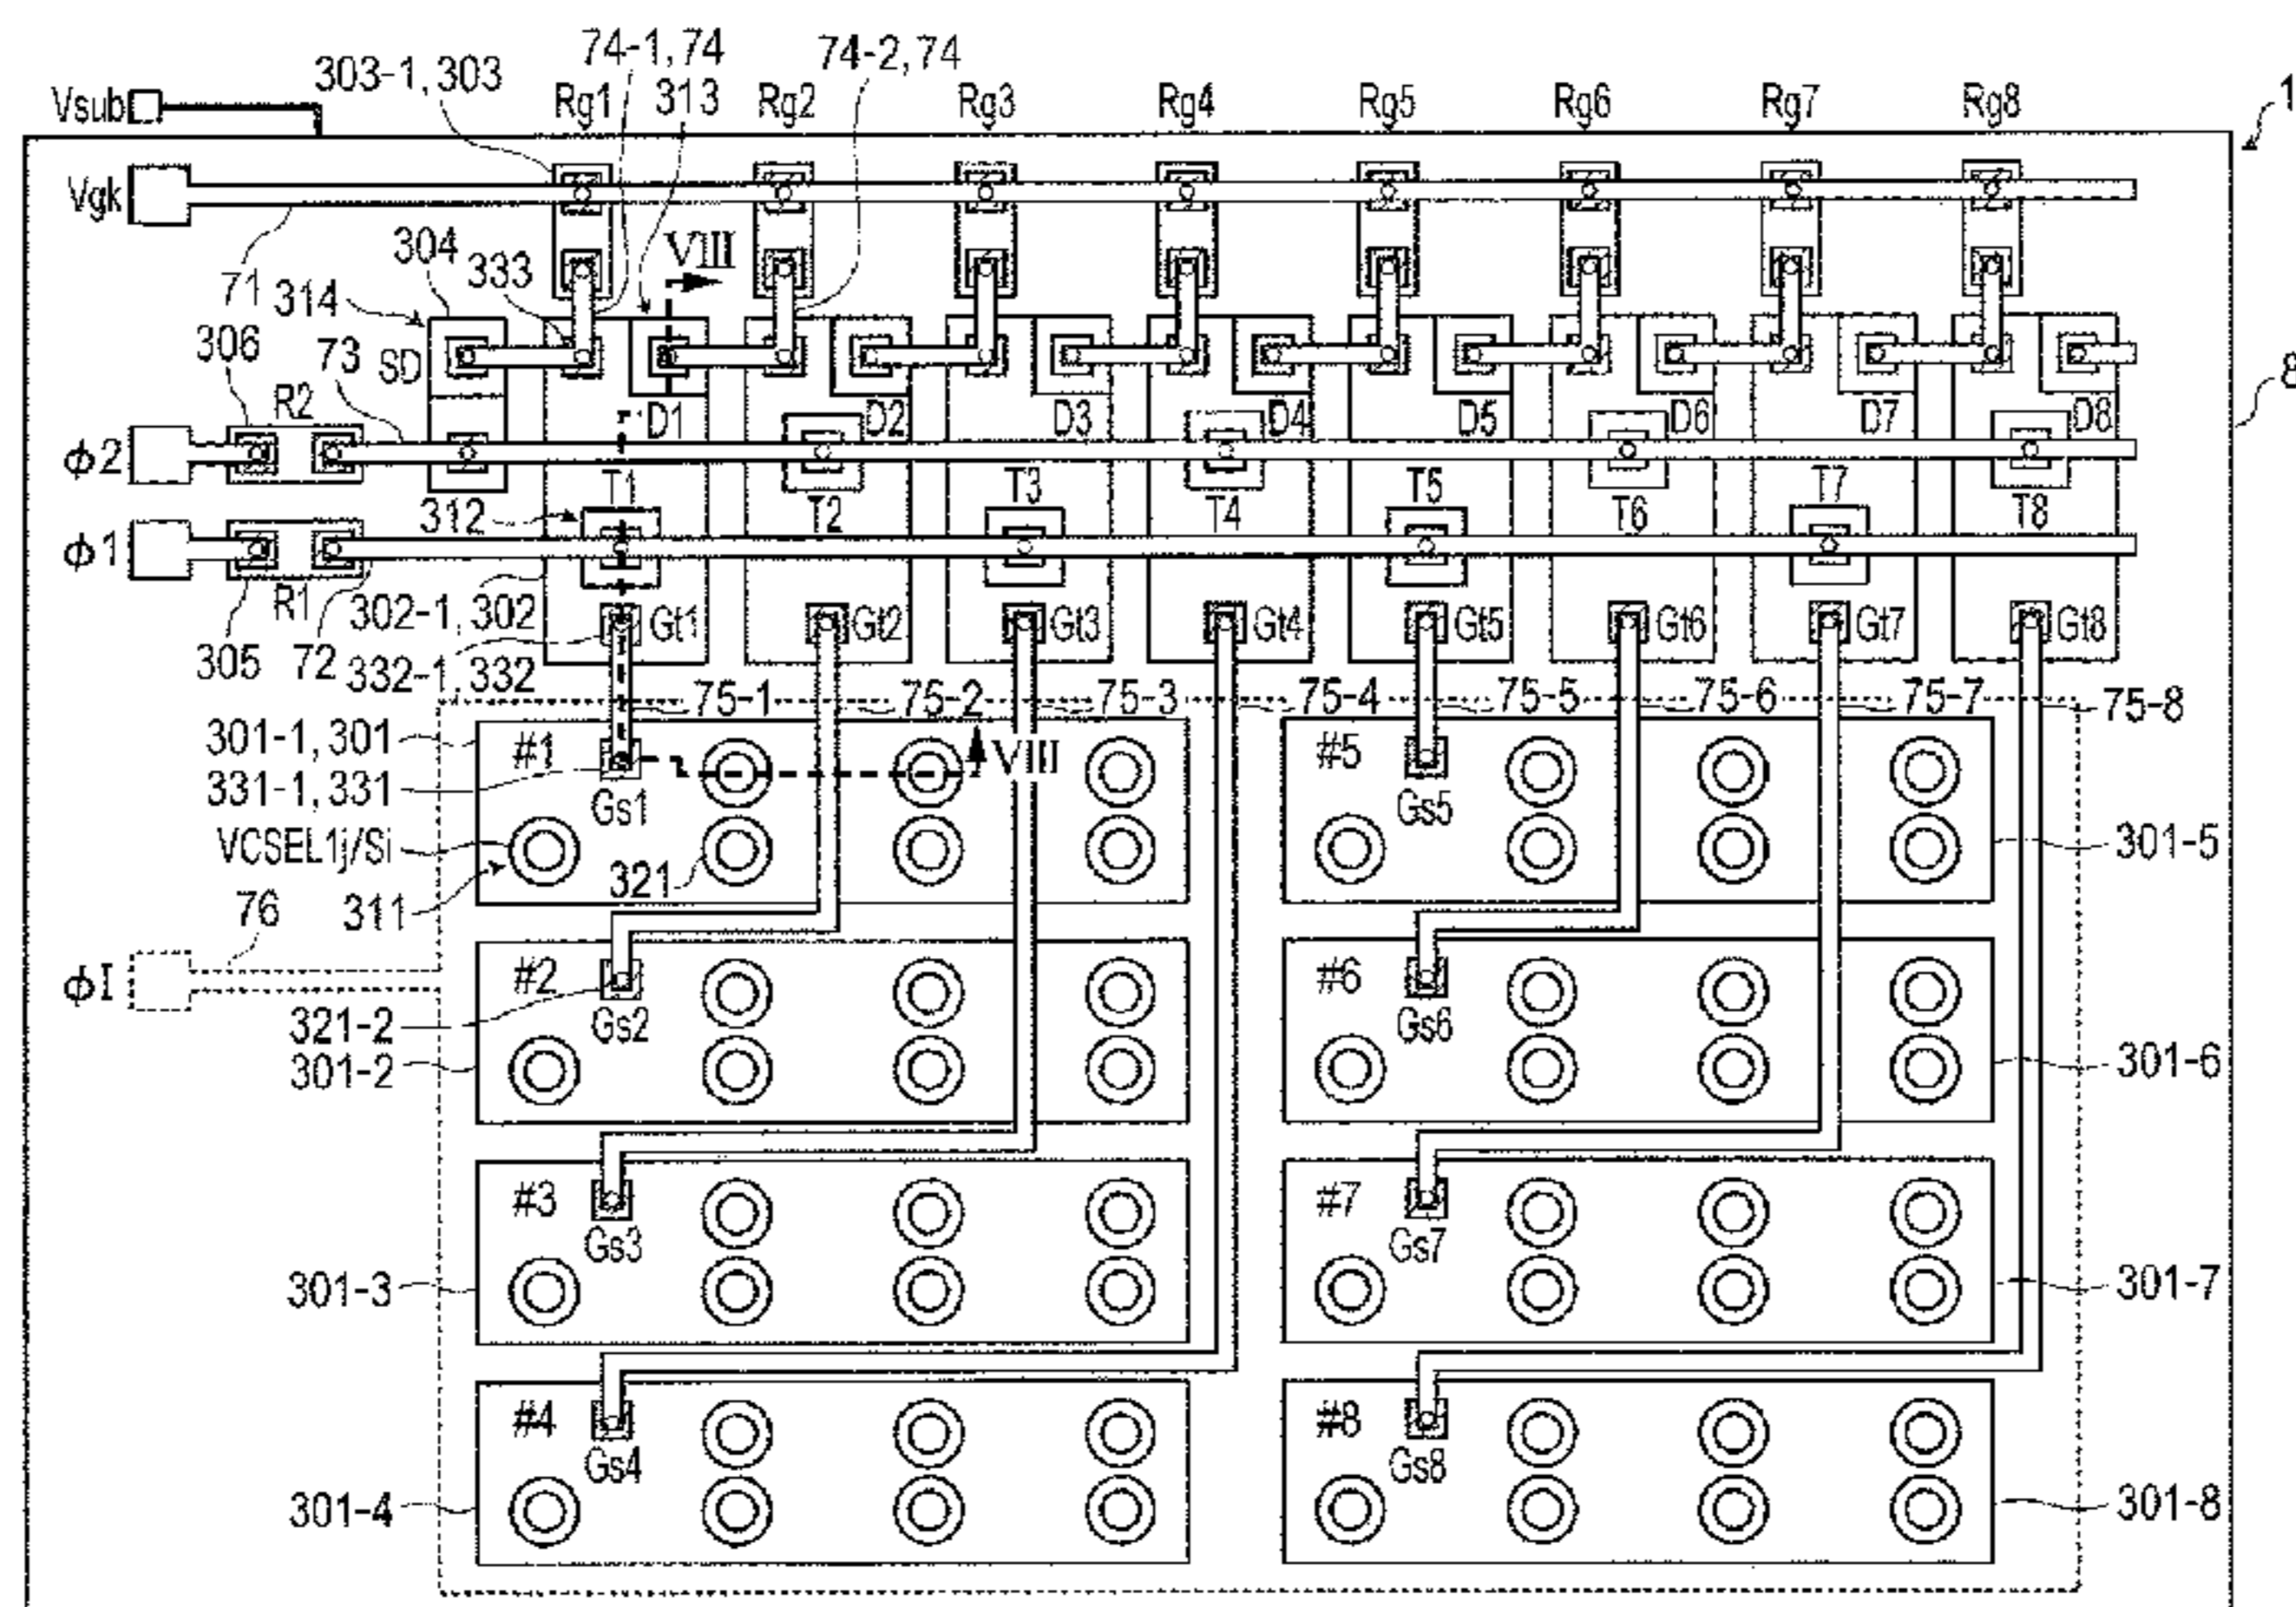 74-1, 74
74-2, 74
303-1, 303
313
Vsub
Rg1
Rg2
Rg3
Rg4
Rg5
Rg6
Rg7
Rg8
1
Vgk
304
333
VIII
71
314
306
73
SD
R2
8
D1
D2
D3
D4
D5
D6
D7
D8
ϕ2
T1
T3
T5
T7
312
T2
T4
T6
T8
ϕ1
R1
302-1, 302
Gt1
Gt2
Gt3
Gt4
Gt5
Gt6
Gt7
Gt8
305
72
332-1, 332
75-1
75-2
75-3
75-4
75-5
75-6
75-7
75-8
301-1, 301
#1
VIII
#5
331-1, 331
Gs1
Gs5
VCSEL1j/Si
301-5
321
311
76
ϕI
#2
#6
321-2
Gs2
Gs6
301-2
301-6
#3
#7
Gs3
Gs7
301-3
301-7
#4
#8
Gs4
Gs8
301-4
301-8